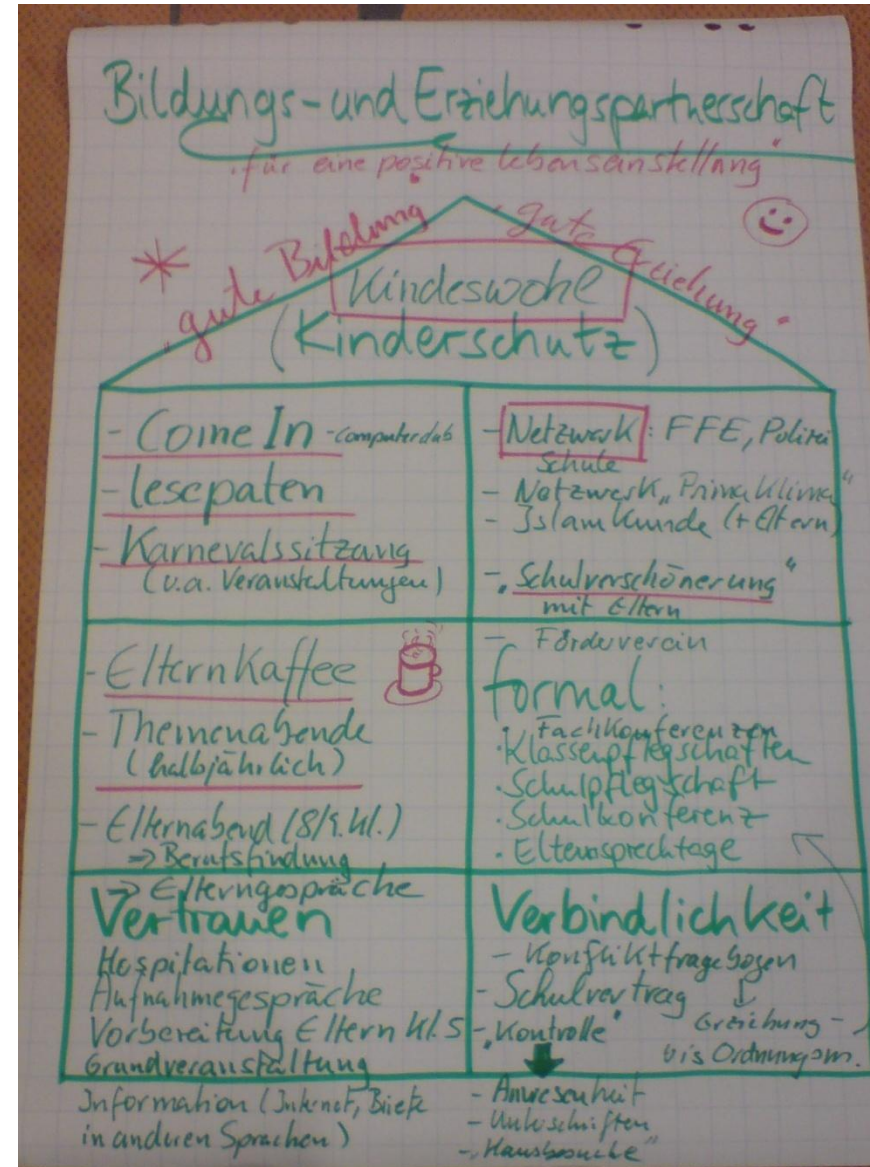 Bildungs- und Erziehungspartnerschaft
"für eine positive Lebenseinstellung"
"gute Bildung
gute Erziehung"
Kindeswohl
(Kinderschutz)
- Come In - Computerclub
- Lesepaten
- Karnevalssitzung
(u.a. Veranstaltungen)
- Netzwerk: FFE, Polizei
Schule
- Netzwerk „Prima Klima"
- Islamkunde (+ Eltern)
- „Schulverschönerung"
mit Eltern
- Elternkaffee
- Themenabende
(halbjährlich)
- Elternabend (8/9. Kl.)
=> Berufsfindung
=> Elterngespräche
- Förderverein
formal:
• Fachkonferenzen
• Klassenpflegschaften
• Schulpflegschaft
• Schulkonferenz
• Elternsprechtage
Vertrauen
Hospitationen
Aufnahmegespräche
Vorbereitung Eltern Kl. 5
Grundveranstaltung
Information (Internet, Briefe
in anderen Sprachen)
Verbindlichkeit
- Konfliktfragebogen
- Schulvertrag
Erziehung-
bis Ordnungsm.
- „Kontrolle"
- Anwesenheit
- Unterschriften
- „Hausbesuche"